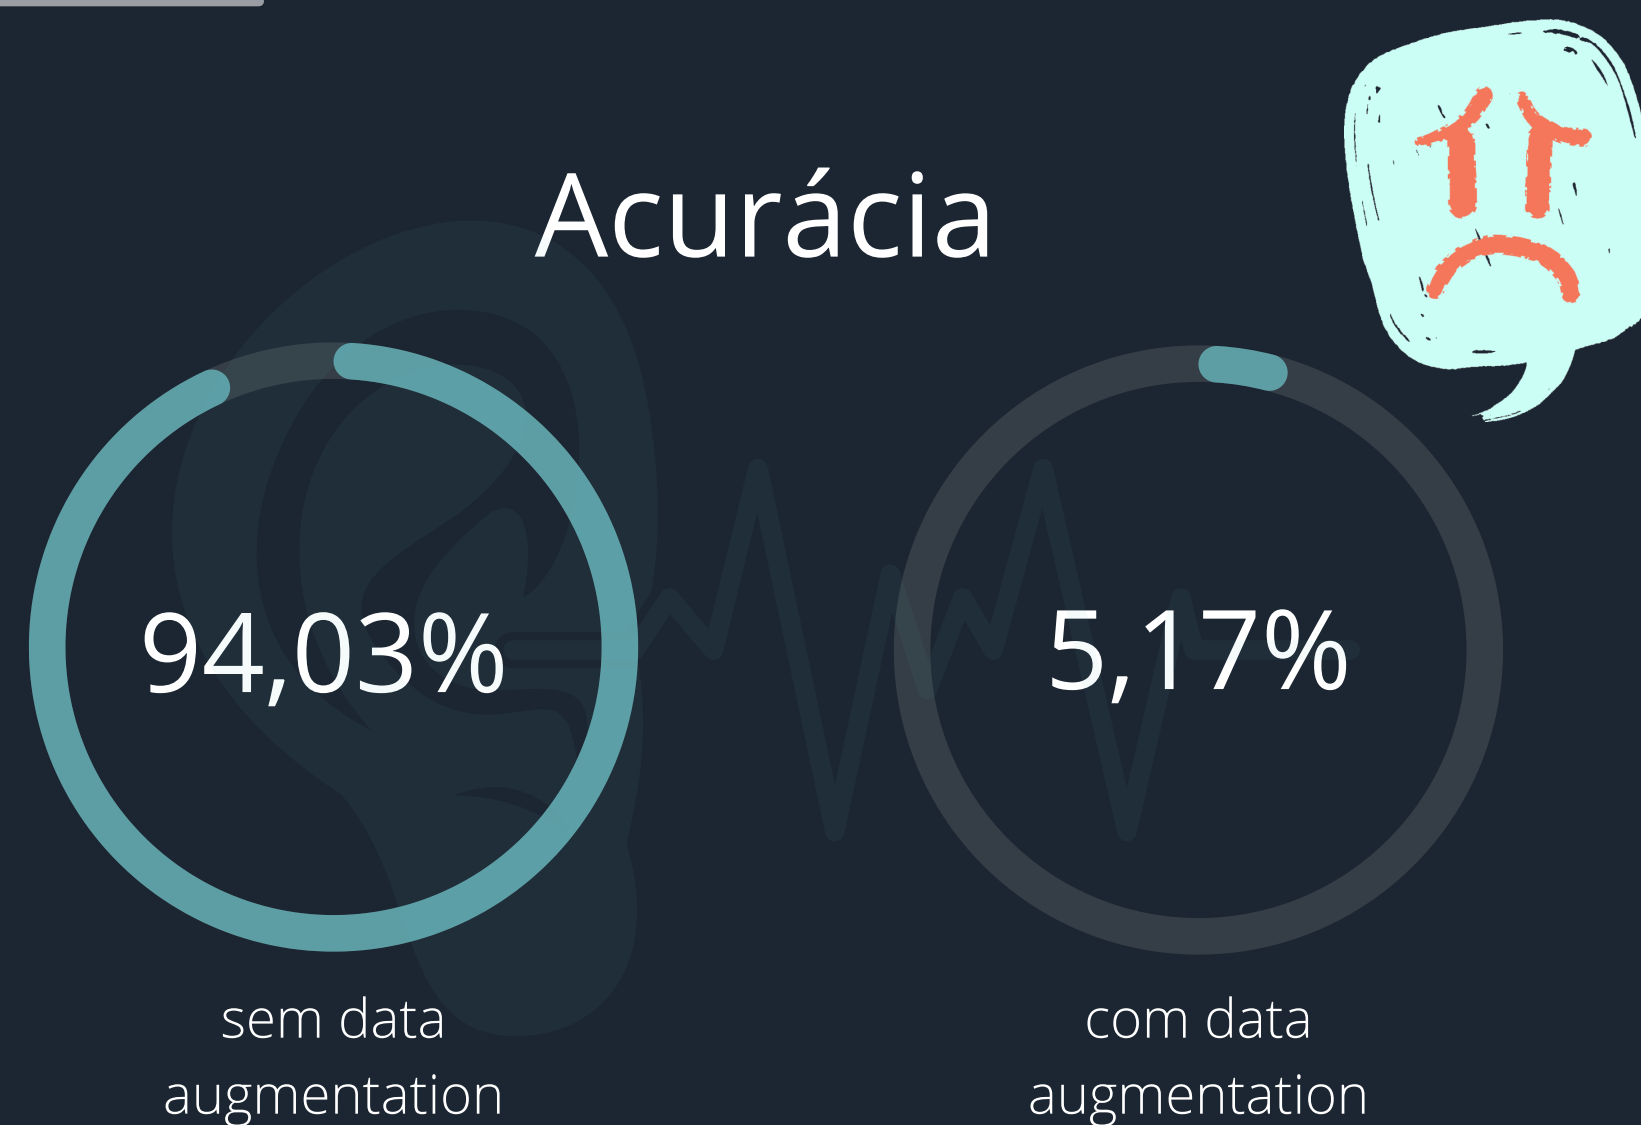 Acurácia
94,03%
5,17%
sem data
augmentation
com data
augmentation